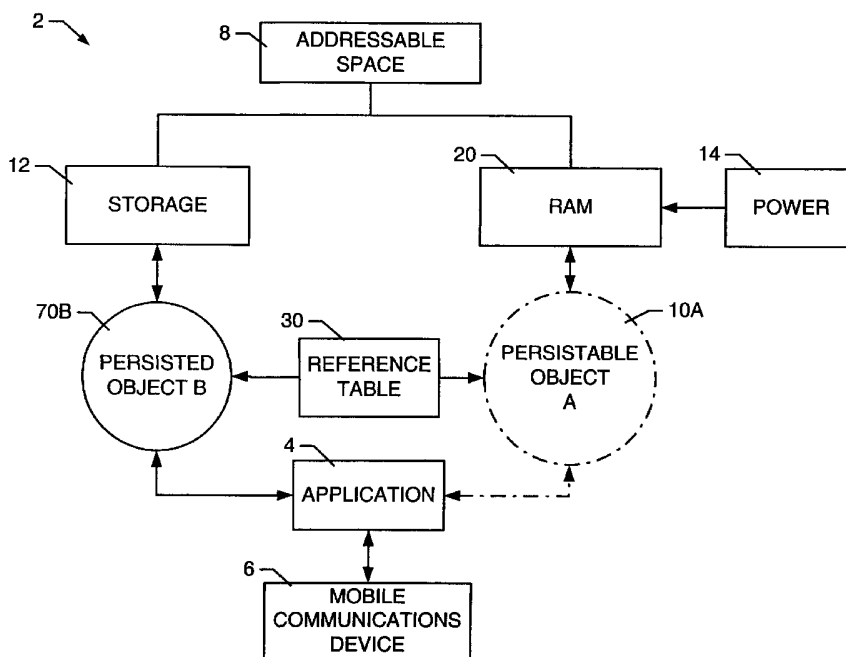 2
8
ADDRESSABLE
SPACE
12
STORAGE
20
RAM
14
POWER
70B
PERSISTED
OBJECT B
30
REFERENCE
TABLE
10A
PERSISTABLE
OBJECT
A
4
APPLICATION
6
MOBILE
COMMUNICATIONS
DEVICE